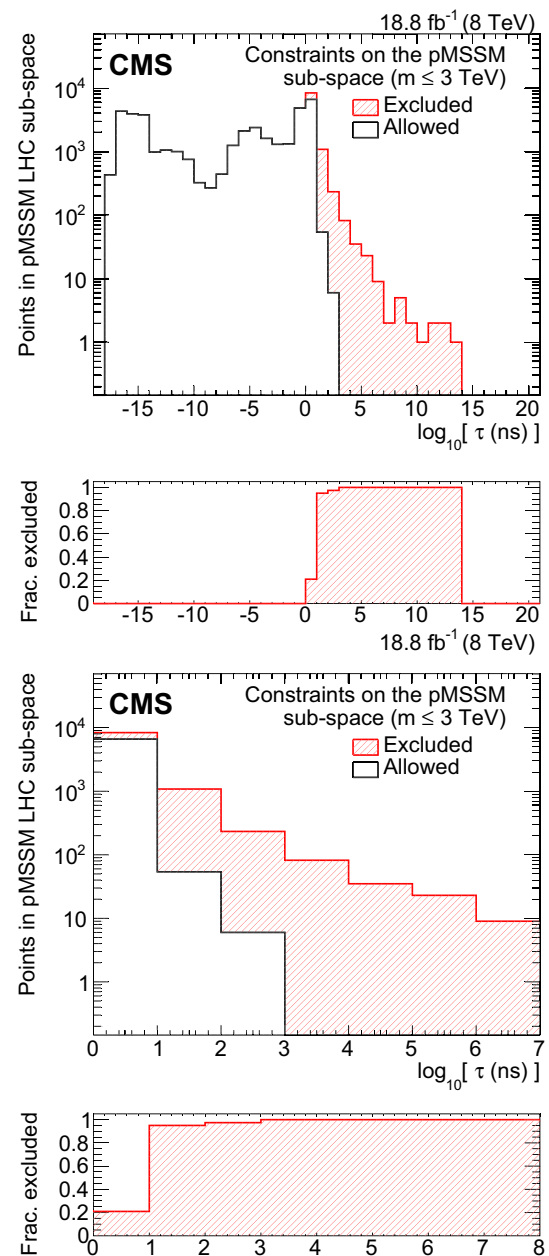 18.8 fb⁻¹ (8 TeV)
CMS
Constraints on the pMSSM
sub-space (m ≤ 3 TeV)
Excluded
Allowed
Points in pMSSM LHC sub-space
10⁴
10³
10²
10
1
-15 -10 -5 0 5 10 15 20
log₁₀[ τ (ns) ]
Frac. excluded
1
0.8
0.6
0.4
0.2
0
-15 -10 -5 0 5 10 15 20
18.8 fb⁻¹ (8 TeV)
CMS
Constraints on the pMSSM
sub-space (m ≤ 3 TeV)
Excluded
Allowed
Points in pMSSM LHC sub-space
10⁴
10³
10²
10
1
0 1 2 3 4 5 6 7
log₁₀[ τ (ns) ]
Frac. excluded
1
0.8
0.6
0.4
0.2
0
0 1 2 3 4 5 6 7 8